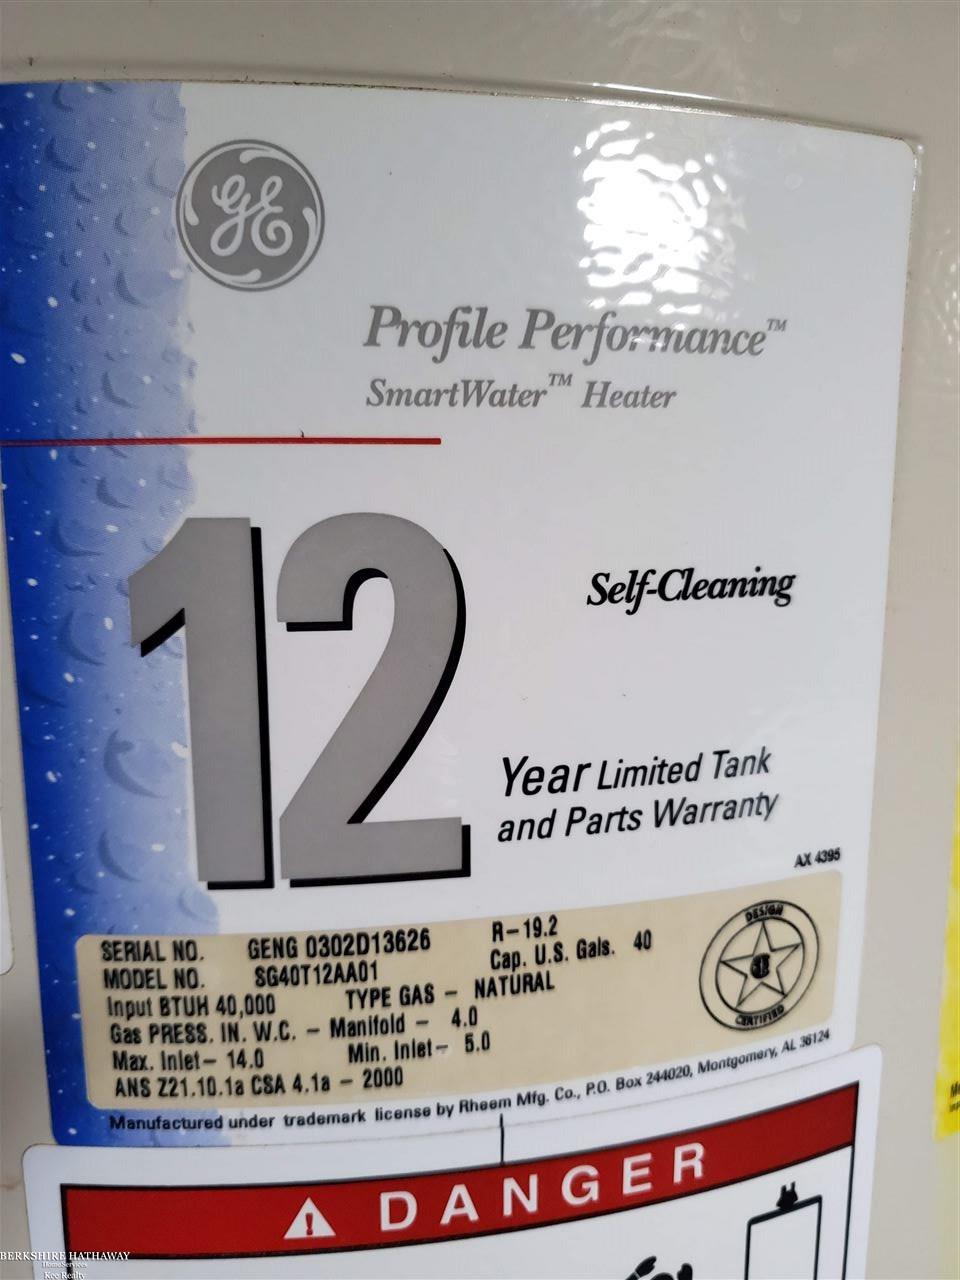 GE
Profile Performance™
SmartWater™ Heater
12
Self-Cleaning
Year Limited Tank
and Parts Warranty
AX 4395
SERIAL NO. GENG 0302D13626 R-19.2
MODEL NO. SG40T12AA01 Cap. U.S. Gals. 40
Input BTUH 40,000 TYPE GAS - NATURAL
Gas PRESS. IN. W.C. - Manifold - 4.0
Max. Inlet- 14.0 Min. Inlet- 5.0
ANS Z21.10.1a CSA 4.1a - 2000
DESIGN
CERTIFIED
Manufactured under trademark license by Rheem Mfg. Co., P.O. Box 244020, Montgomery, AL 36124
DANGER
BERKSHIRE HATHAWAY
HomeServices
Kee Realty